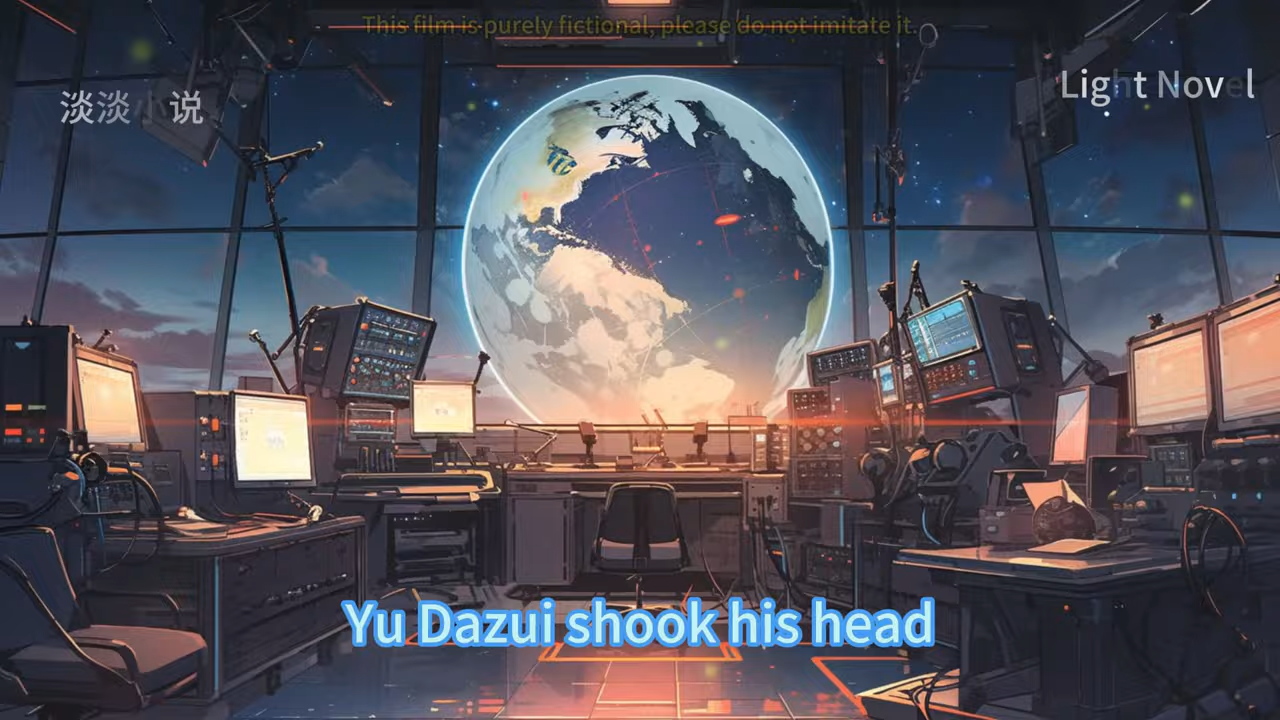 This film is purely fictional, please do not imitate it.
淡淡小说
Light Novel
Yu Dazui shook his head